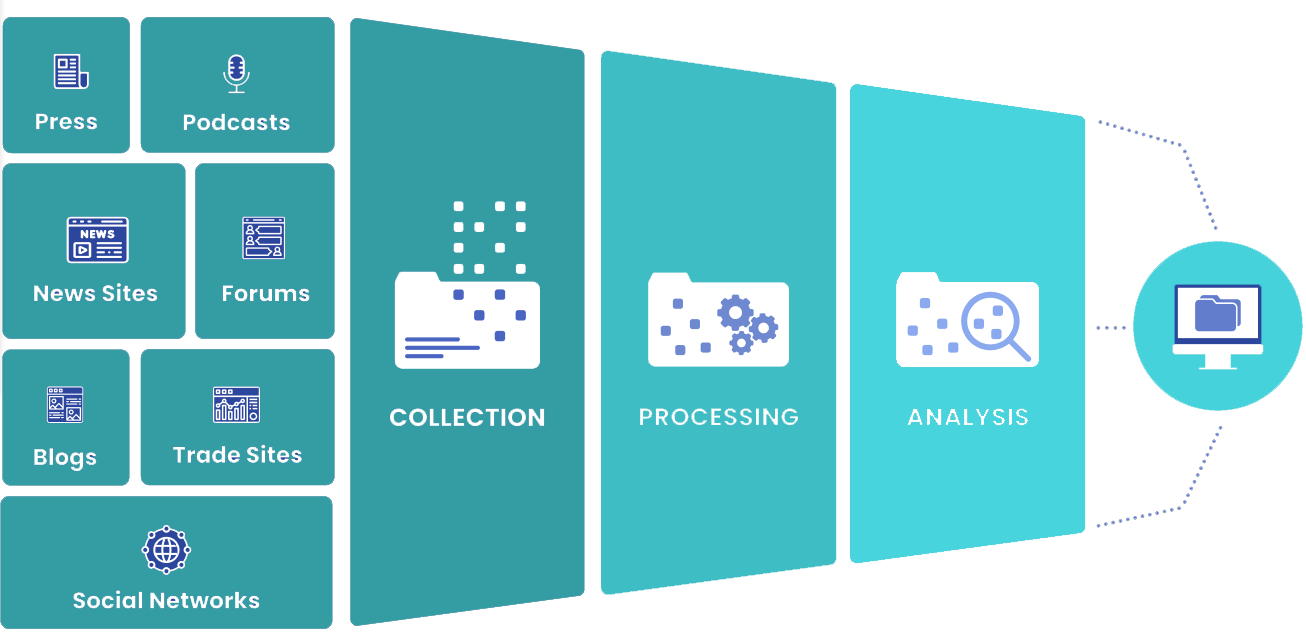 Press
Podcasts
NEWS
News Sites
Forums
Blogs
Trade Sites
Social Networks
COLLECTION
PROCESSING
ANALYSIS